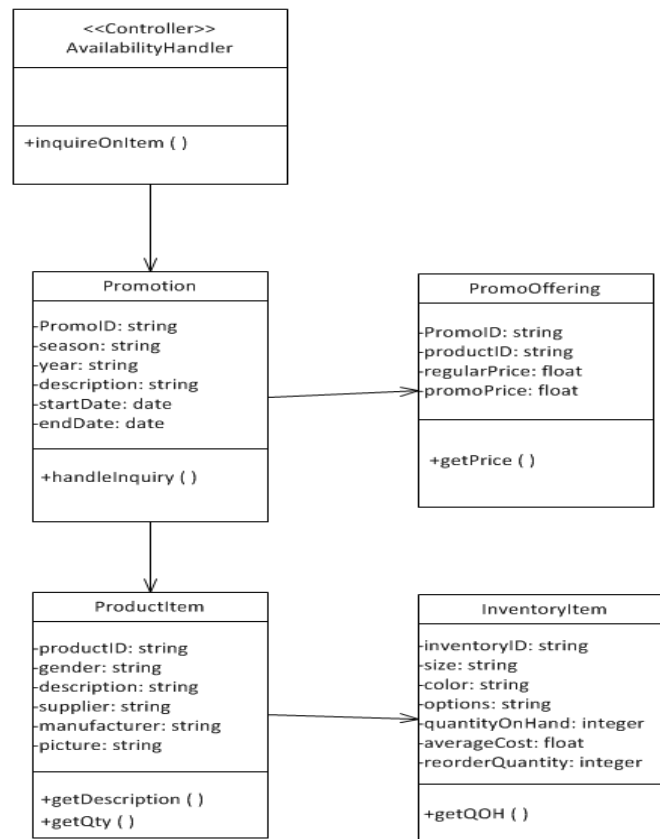 <<Controller>>
AvailabilityHandler
+inquireOnItem ( )
Promotion
-PromoID: string
-season: string
-year: string
-description: string
-startDate: date
-endDate: date
+handleInquiry ( )
PromoOffering
-PromoID: string
-productID: string
-regularPrice: float
-promoPrice: float
+getPrice ( )
ProductItem
-productID: string
-gender: string
-description: string
-supplier: string
-manufacturer: string
-picture: string
+getDescription ( )
+getQty ( )
InventoryItem
-inventoryID: string
-size: string
-color: string
-options: string
-quantityOnHand: integer
-averageCost: float
-reorderQuantity: integer
+getQOH ( )